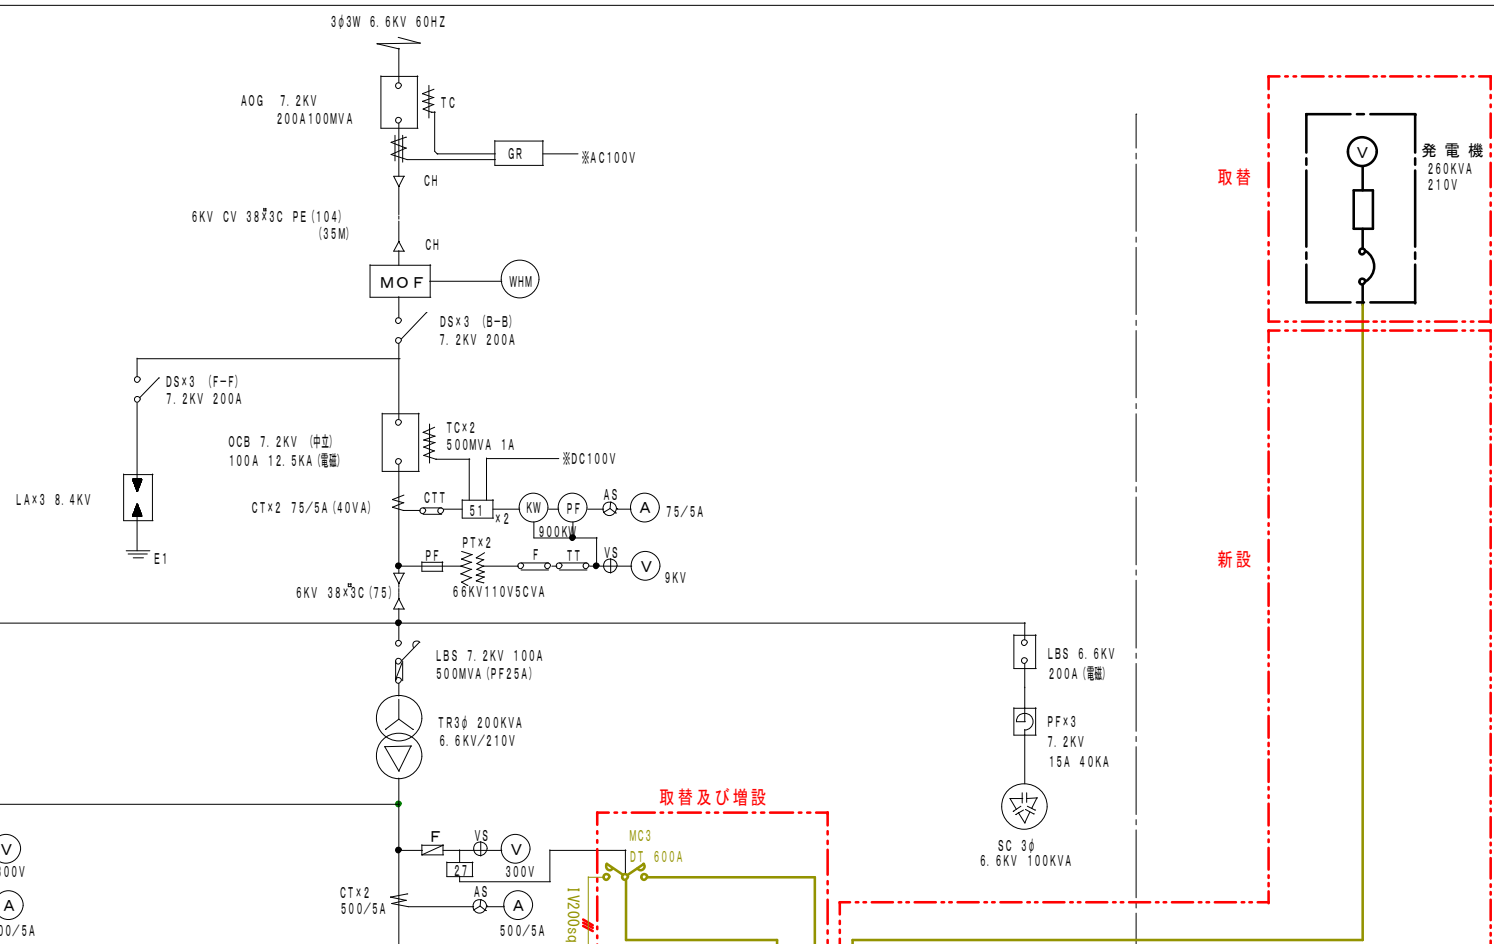 3φ3W 6.6KV 60HZ
AOG 7.2KV
200A100MVA
TC
GR
※AC100V
CH
6KV CV 38ºx3C PE(104)
(35M)
CH
MOF
WHM
DS×3 (B-B)
7.2KV 200A
DS×3 (F-F)
7.2KV 200A
OCB 7.2KV (中立)
100A 12.5KA(電磁)
TC×2
500MVA 1A
※DC100V
LA×3 8.4KV
E1
CT×2 75/5A(40VA)
CTT
51
×2
KW
PF
AS
A
75/5A
900KW
PF
PT×2
F
TT
VS
V
9KV
66KV110V5CVA
6KV 38ºx3C(75)
LBS 7.2KV 100A
500MVA(PF25A)
TR3φ 200KVA
6.6KV/210V
LBS 6.6KV
200A(電磁)
PF×3
7.2KV
15A 40KA
SC 3φ
6.6KV 100KVA
取替
V
発電機
260KVA
210V
新設
取替及び増設
MC3
DT 600A
IV200sq
F
VS
V
300V
27
CT×2
500/5A
AS
A
500/5A
V
300V
A
00/5A